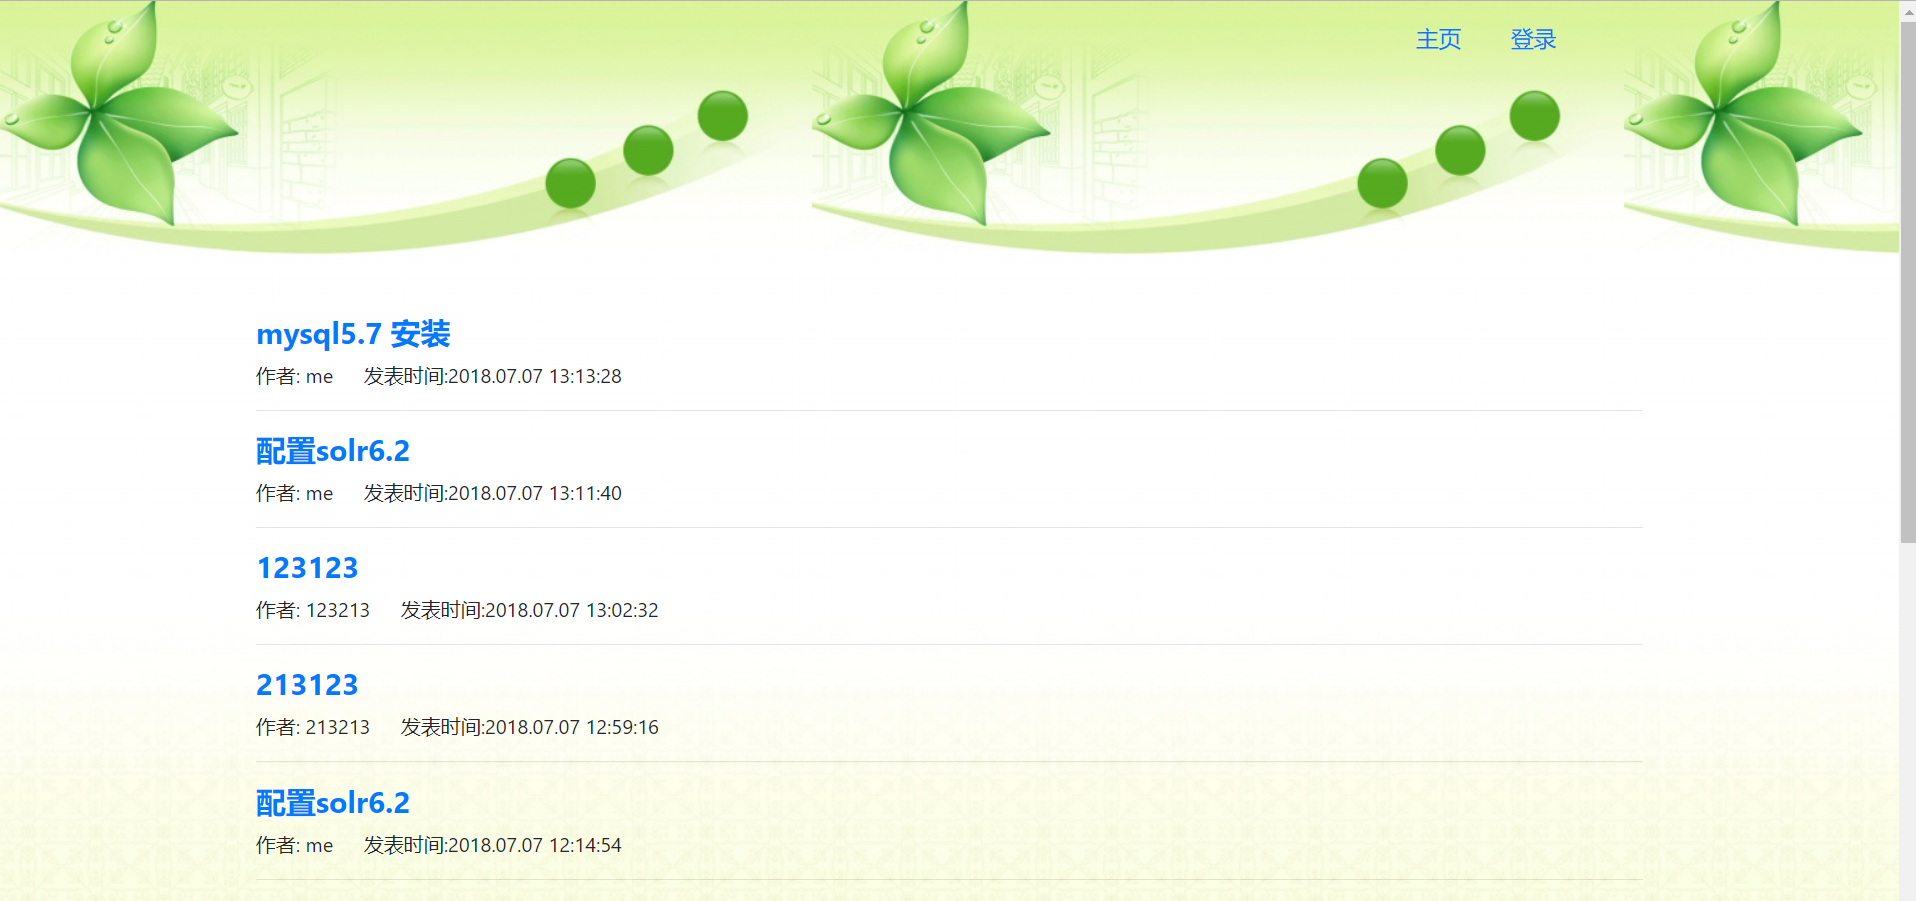 主页 登录
mysql5.7 安装
作者: me 发表时间:2018.07.07 13:13:28
配置solr6.2
作者: me 发表时间:2018.07.07 13:11:40
123123
作者: 123213 发表时间:2018.07.07 13:02:32
213123
作者: 213213 发表时间:2018.07.07 12:59:16
配置solr6.2
作者: me 发表时间:2018.07.07 12:14:54